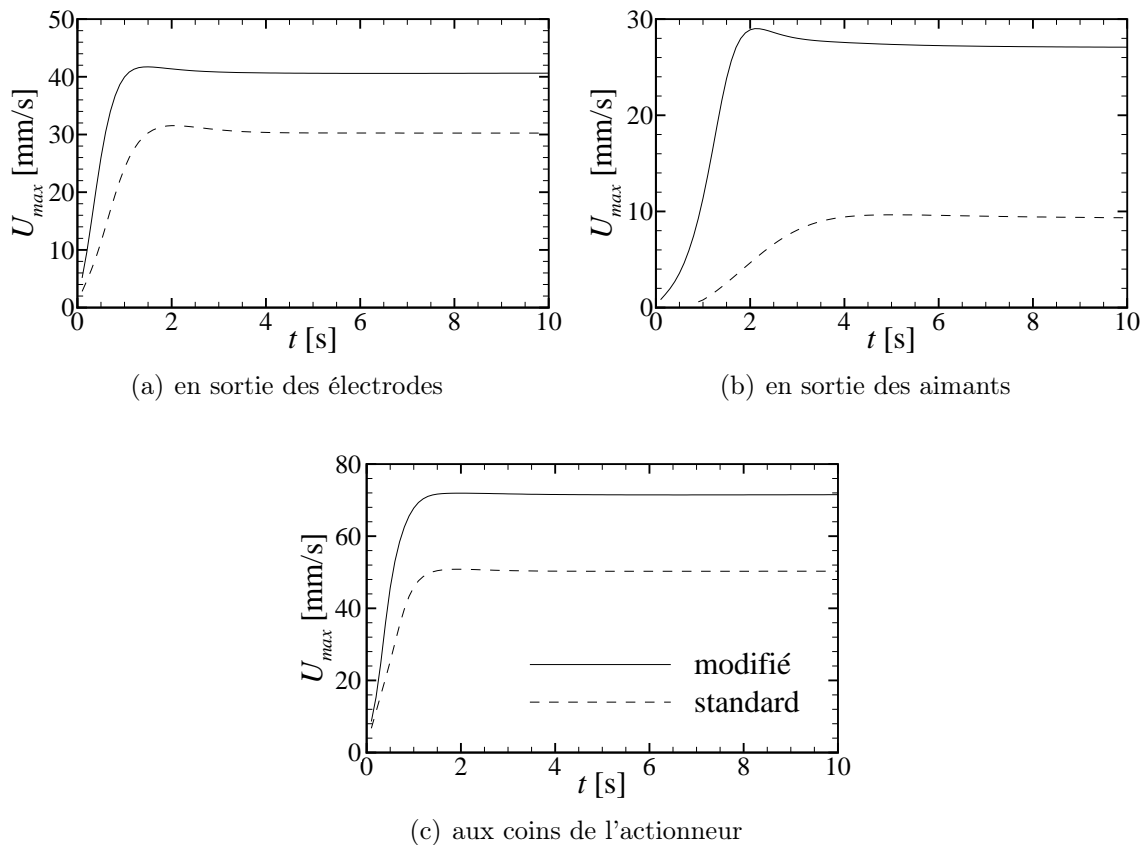 50
40
30
20
10
0
U_max [mm/s]
0 2 4 6 8 10
t [s]
(a) en sortie des électrodes
30
20
10
0
U_max [mm/s]
0 2 4 6 8 10
t [s]
(b) en sortie des aimants
80
60
40
20
0
U_max [mm/s]
modifié
standard
0 2 4 6 8 10
t [s]
(c) aux coins de l'actionneur